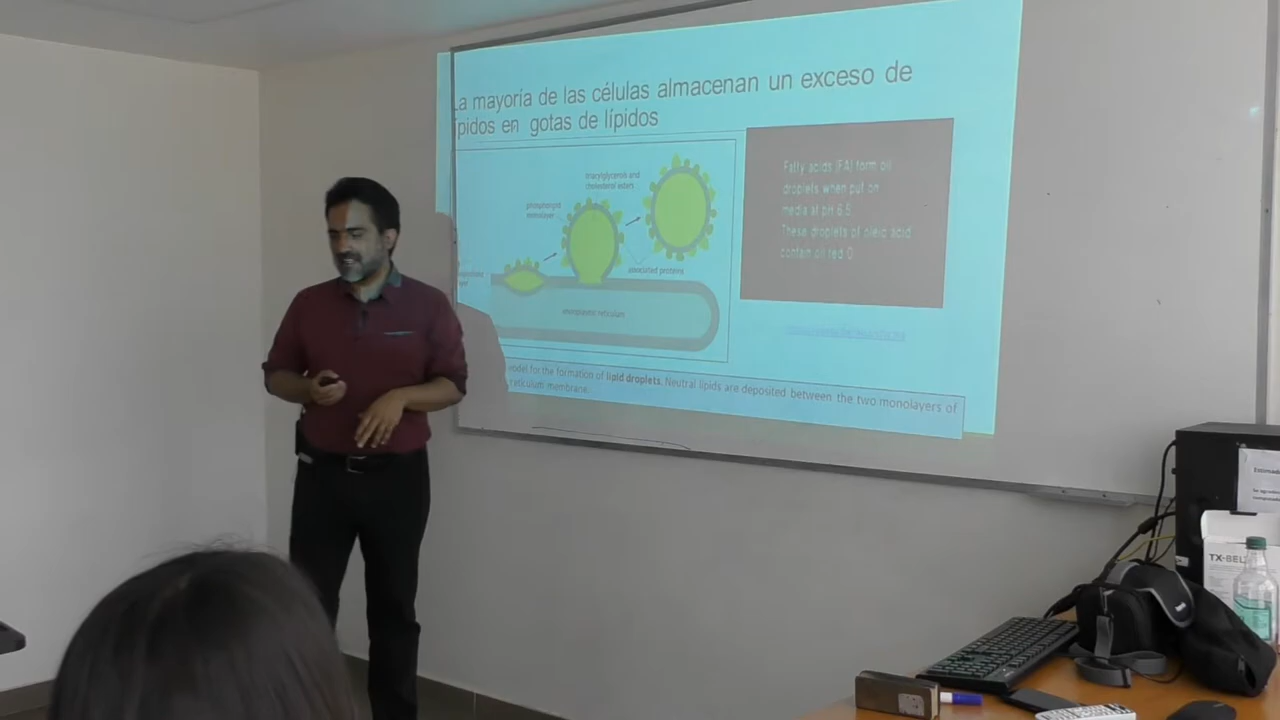 La mayoría de las células almacenan un exceso de
ípidos en gotas de lípidos
triacylglycerols and
cholesterol esters
phospholipid
monolayer
associated proteins
endoplasmic reticulum
Fatty acids (FA) form oil
droplets when put on
media at pH 6.5.
These droplets of oleic acid
contain oil red O
odel for the formation of lipid droplets. Neutral lipids are deposited between the two monolayers of
reticulum membrane.
Estimad
TX-BEL